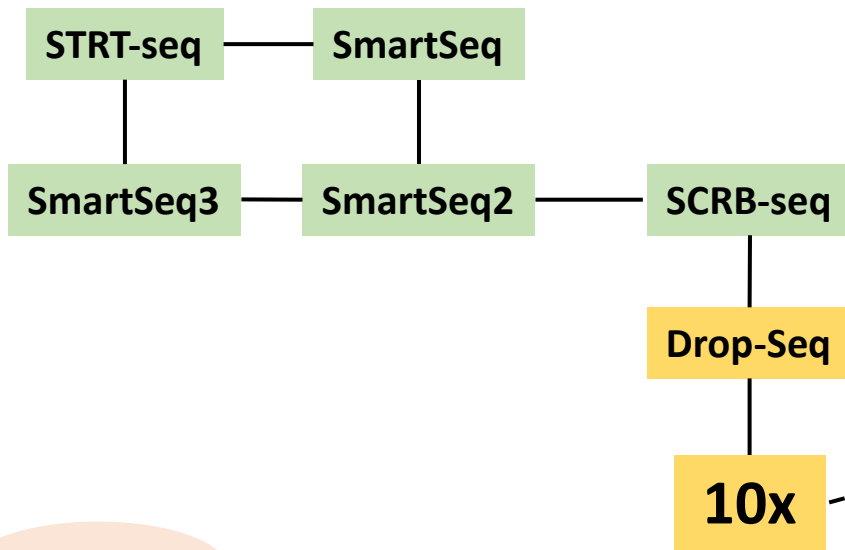 STRT-seq
SmartSeq
SmartSeq3
SmartSeq2
SCRB-seq
Drop-Seq
10x